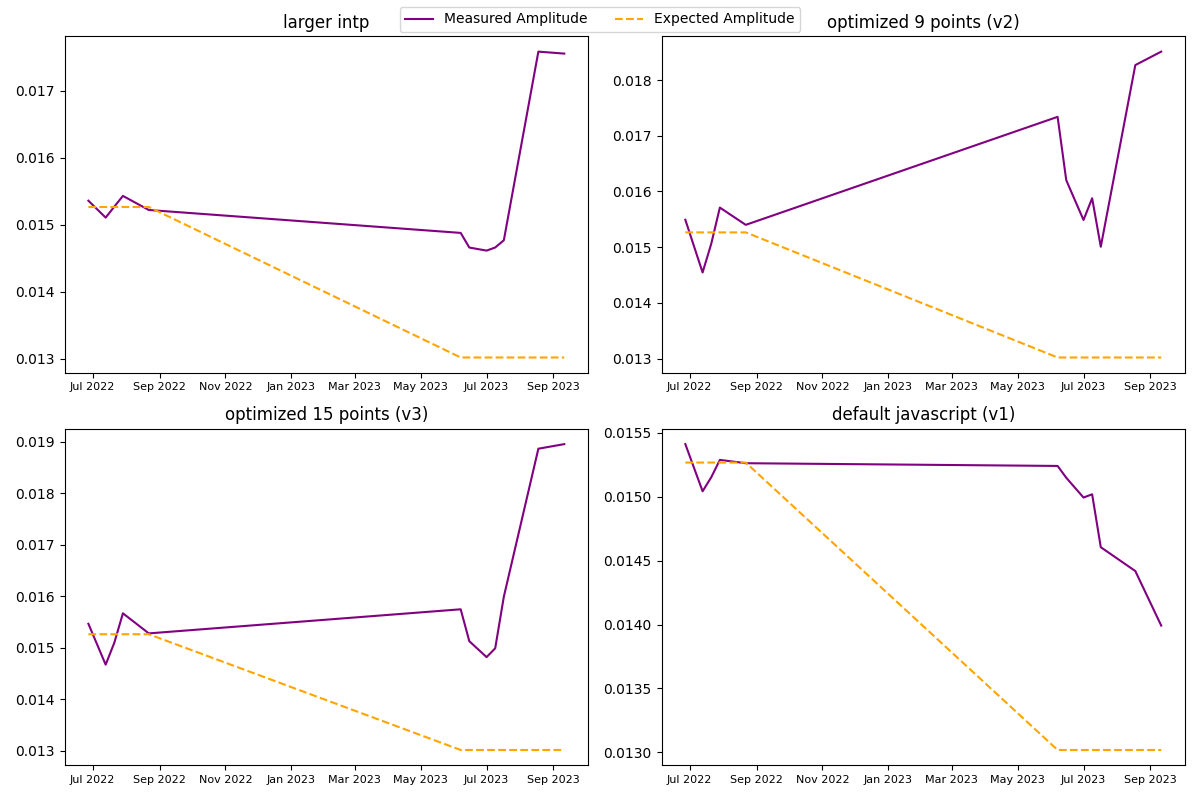 Measured Amplitude Expected Amplitude
larger intp
0.017
0.016
0.015
0.014
0.013
Jul 2022 Sep 2022 Nov 2022 Jan 2023 Mar 2023 May 2023 Jul 2023 Sep 2023
optimized 9 points (v2)
0.018
0.017
0.016
0.015
0.014
0.013
Jul 2022 Sep 2022 Nov 2022 Jan 2023 Mar 2023 May 2023 Jul 2023 Sep 2023
optimized 15 points (v3)
0.019
0.018
0.017
0.016
0.015
0.014
0.013
Jul 2022 Sep 2022 Nov 2022 Jan 2023 Mar 2023 May 2023 Jul 2023 Sep 2023
default javascript (v1)
0.0155
0.0150
0.0145
0.0140
0.0135
0.0130
Jul 2022 Sep 2022 Nov 2022 Jan 2023 Mar 2023 May 2023 Jul 2023 Sep 2023